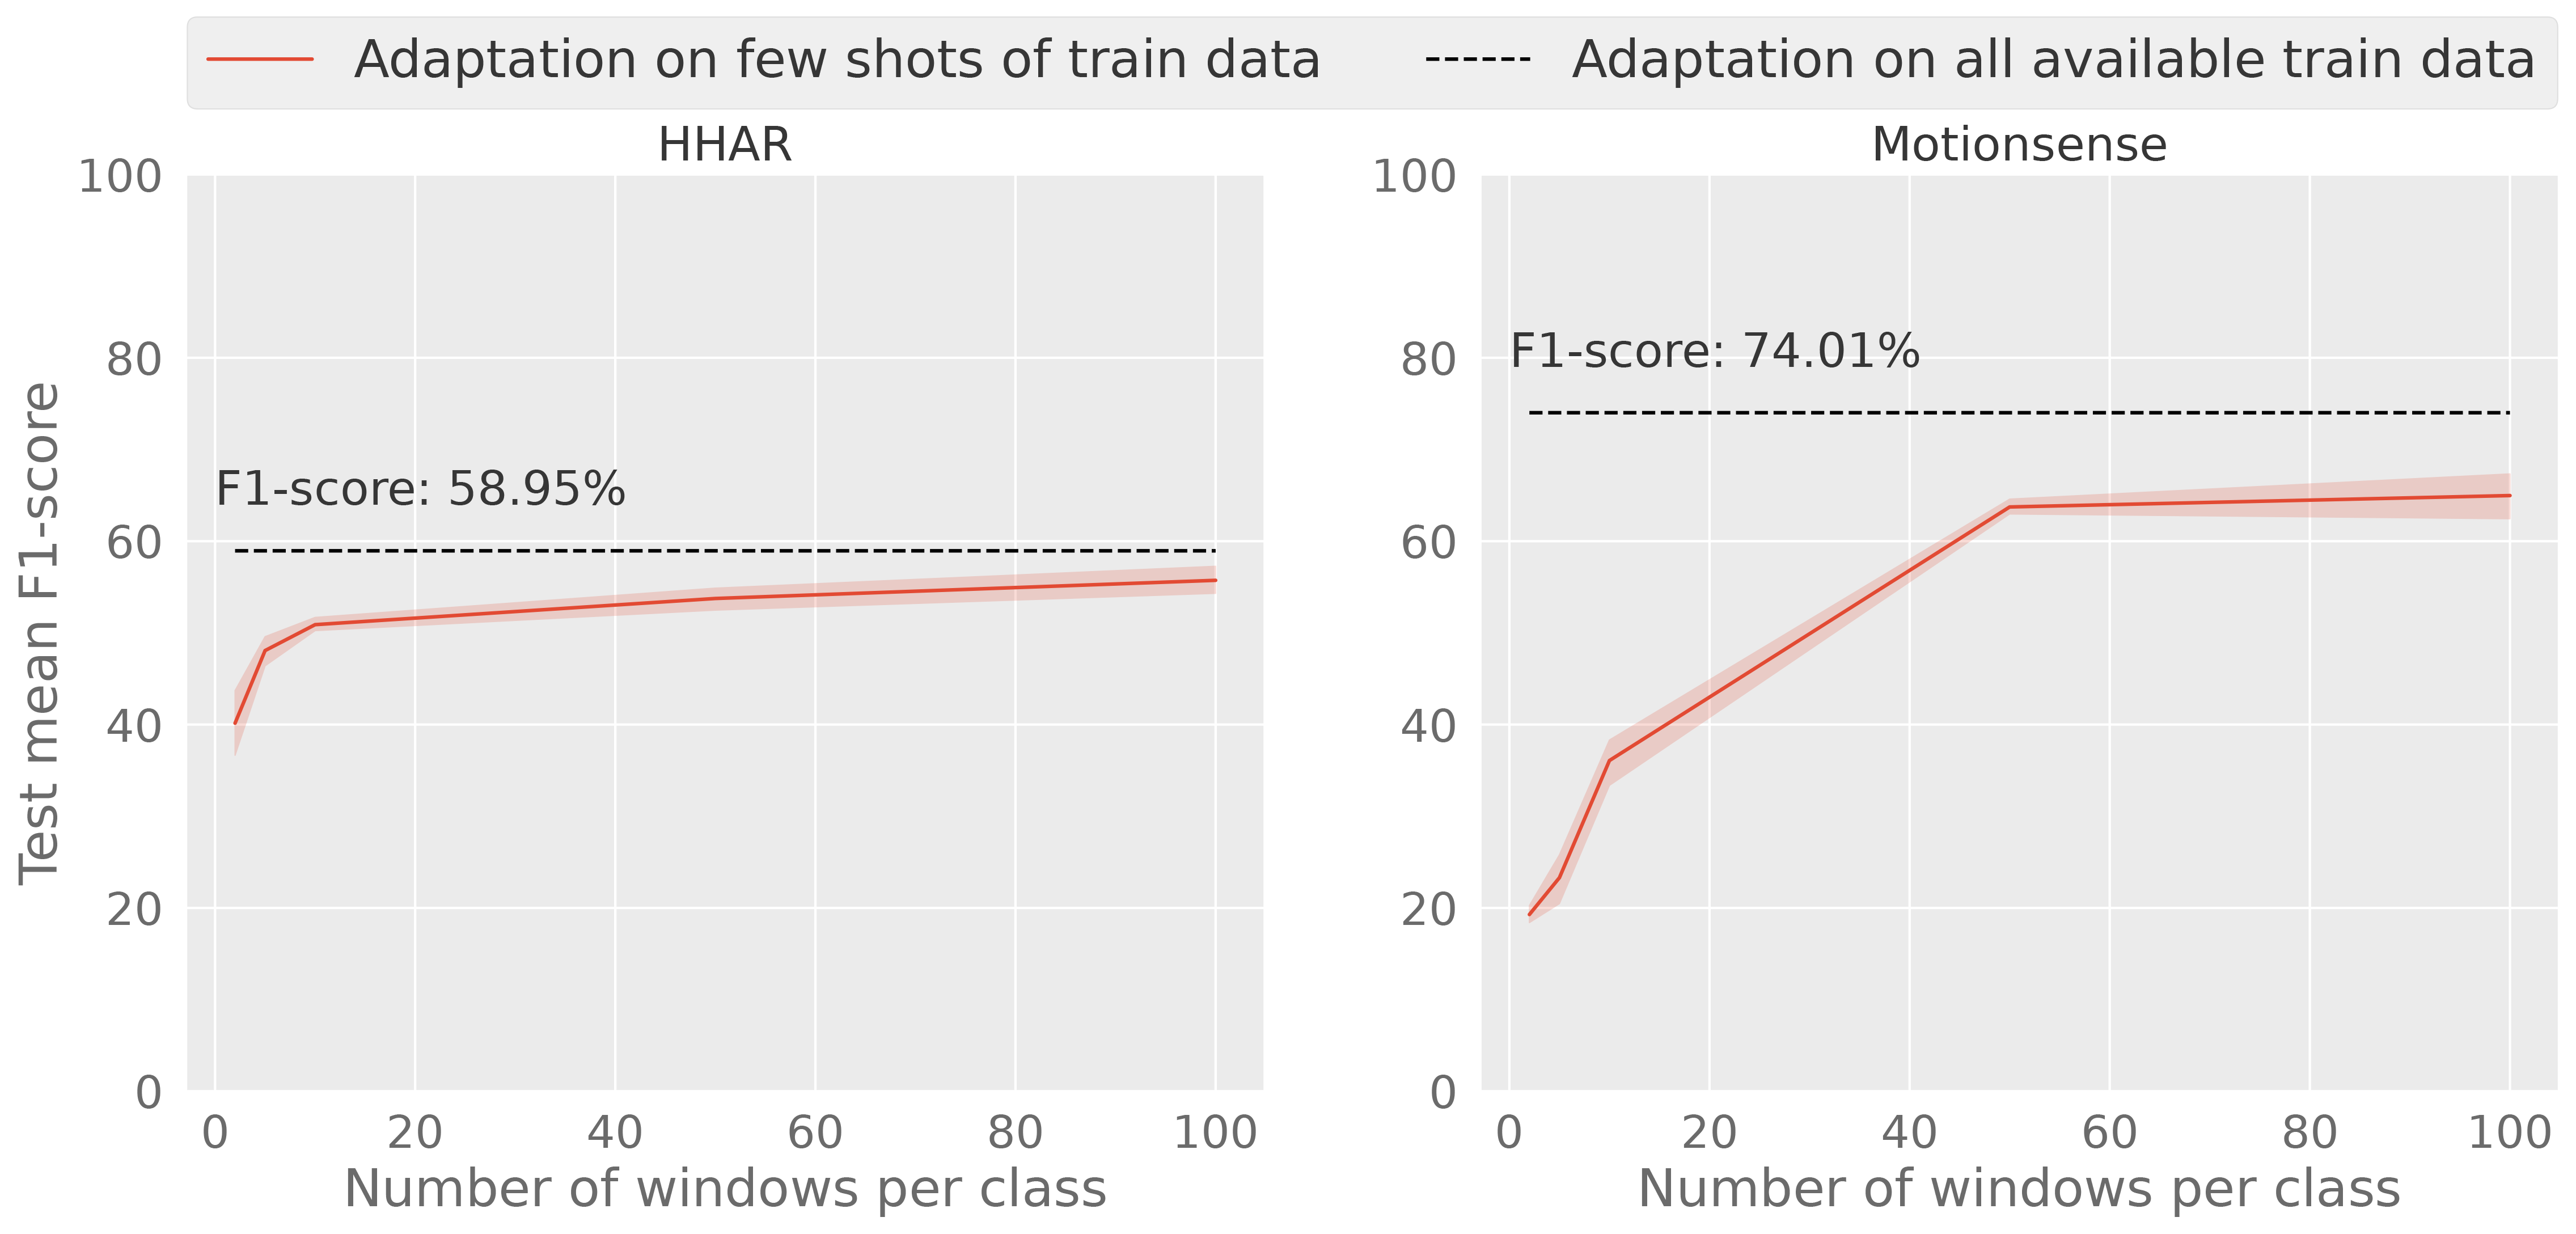 Adaptation on few shots of train data
Adaptation on all available train data
HHAR
Test mean F1-score
100
80
60
40
20
0
F1-score: 58.95%
0 20 40 60 80 100
Number of windows per class
Motionsense
100
80
60
40
20
0
F1-score: 74.01%
0 20 40 60 80 100
Number of windows per class